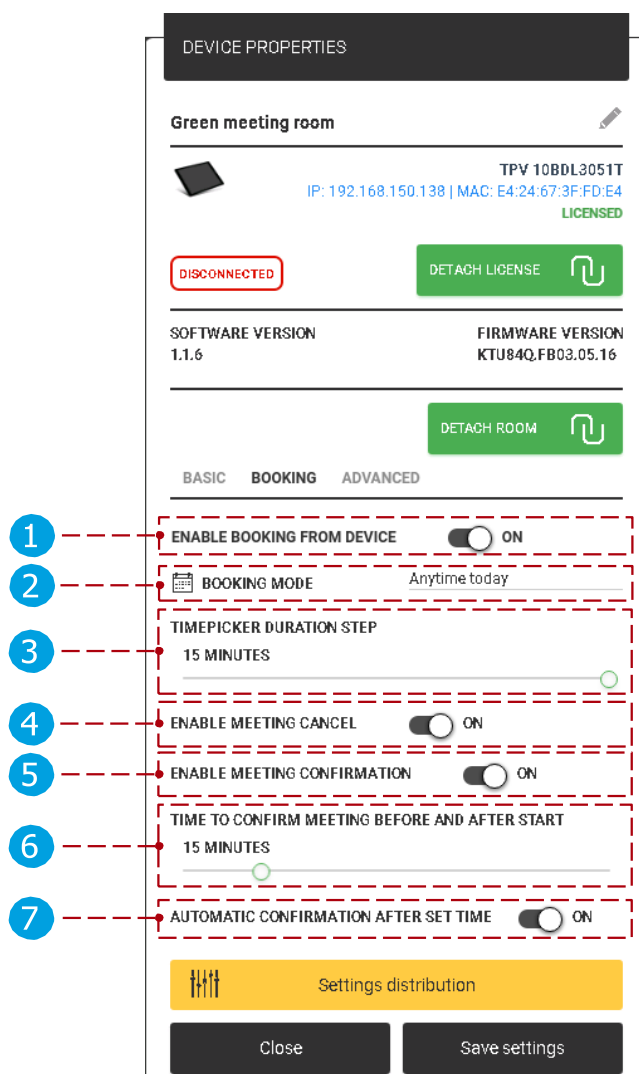 DEVICE PROPERTIES
Green meeting room
TPV 10BDL3051T
IP: 192.168.150.138 | MAC: E4:24:67:3F:FD:E4
LICENSED
DISCONNECTED
DETACH LICENSE
SOFTWARE VERSION FIRMWARE VERSION
1.1.6 KTU84Q.FB03.05.16
DETACH ROOM
BASIC BOOKING ADVANCED
1 ENABLE BOOKING FROM DEVICE ON
2 BOOKING MODE Anytime today
TIMEPICKER DURATION STEP
3 15 MINUTES
4 ENABLE MEETING CANCEL ON
5 ENABLE MEETING CONFIRMATION ON
TIME TO CONFIRM MEETING BEFORE AND AFTER START
6 15 MINUTES
7 AUTOMATIC CONFIRMATION AFTER SET TIME ON
Settings distribution
Close Save settings